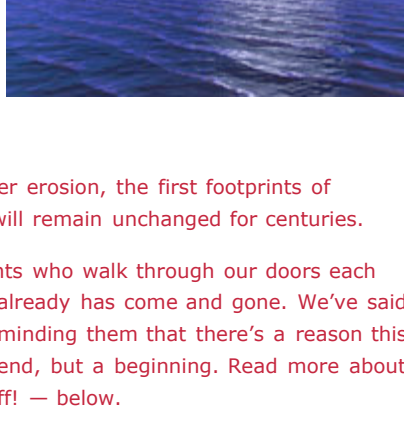 er erosion, the first footprints of
will remain unchanged for centuries.
nts who walk through our doors each
already has come and gone. We've said
minding them that there's a reason this
end, but a beginning. Read more about
ff! — below.